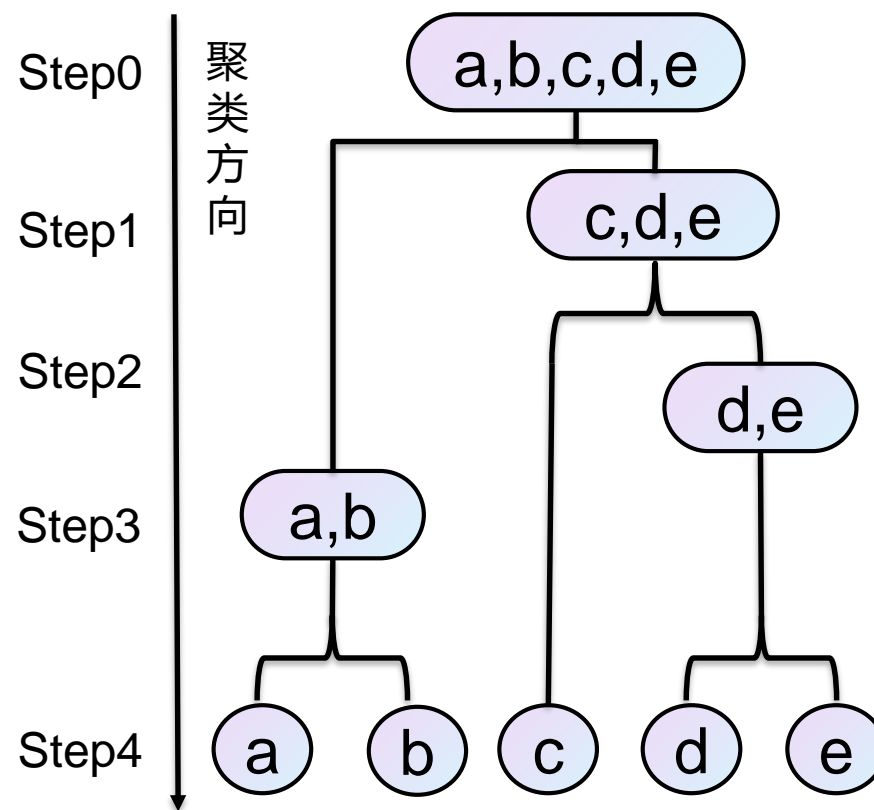 Step0
聚类方向
a,b,c,d,e
Step1
c,d,e
Step2
d,e
Step3
a,b
Step4
a
b
c
d
e